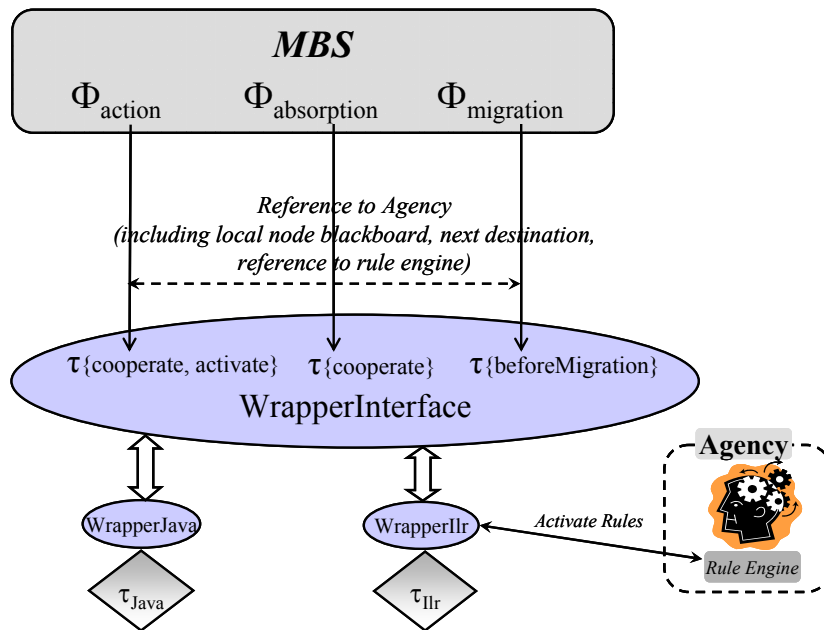 MBS
Φaction Φabsorption Φmigration
Reference to Agency
(including local node blackboard, next destination,
reference to rule engine)
τ{cooperate, activate} τ{cooperate} τ{beforeMigration}
WrapperInterface
Agency
WrapperJava WrapperIlr Activate Rules
Rule Engine
τJava τIlr